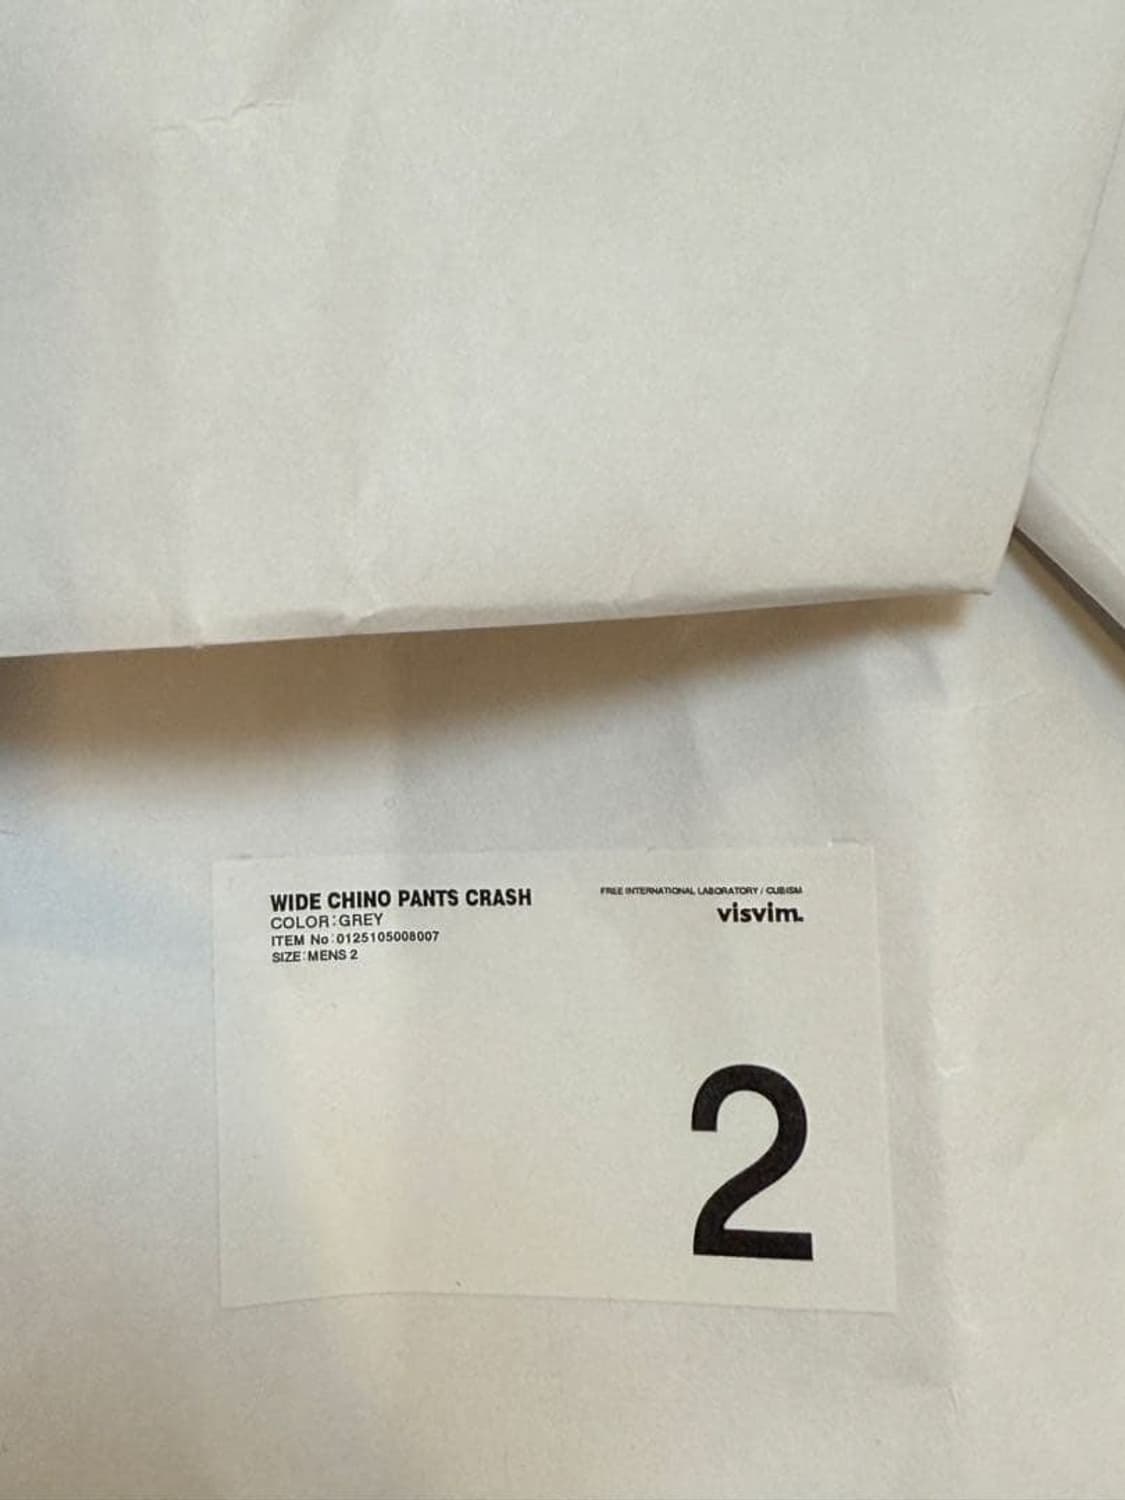 WIDE CHINO PANTS CRASH
COLOR:GREY
ITEM No:0125105008007
SIZE:MENS 2
FREE INTERNATIONAL LABORATORY / CUBISM
visvim.
2